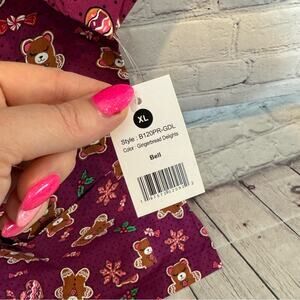 XL
Style : B120PR-GDL
Color : Gingerbread Delights
Bell